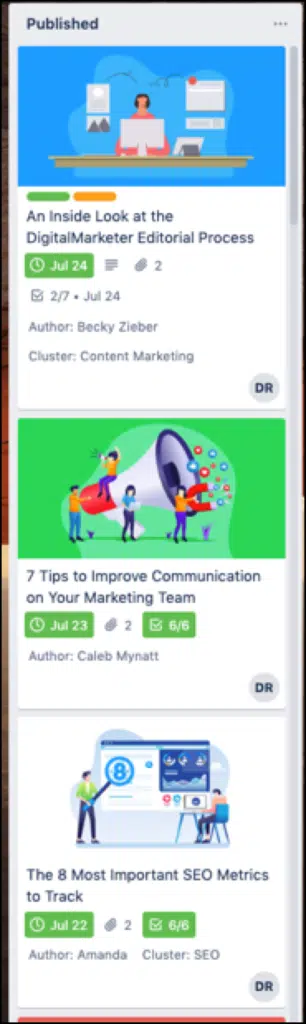 Published
An Inside Look at the
DigitalMarketer Editorial Process
Jul 24 2
2/7 • Jul 24
Author: Becky Zieber
Cluster: Content Marketing
DR
7 Tips to Improve Communication
on Your Marketing Team
Jul 23 2 6/6
Author: Caleb Mynatt
DR
8
The 8 Most Important SEO Metrics
to Track
Jul 22 2 6/6
Author: Amanda Cluster: SEO
DR